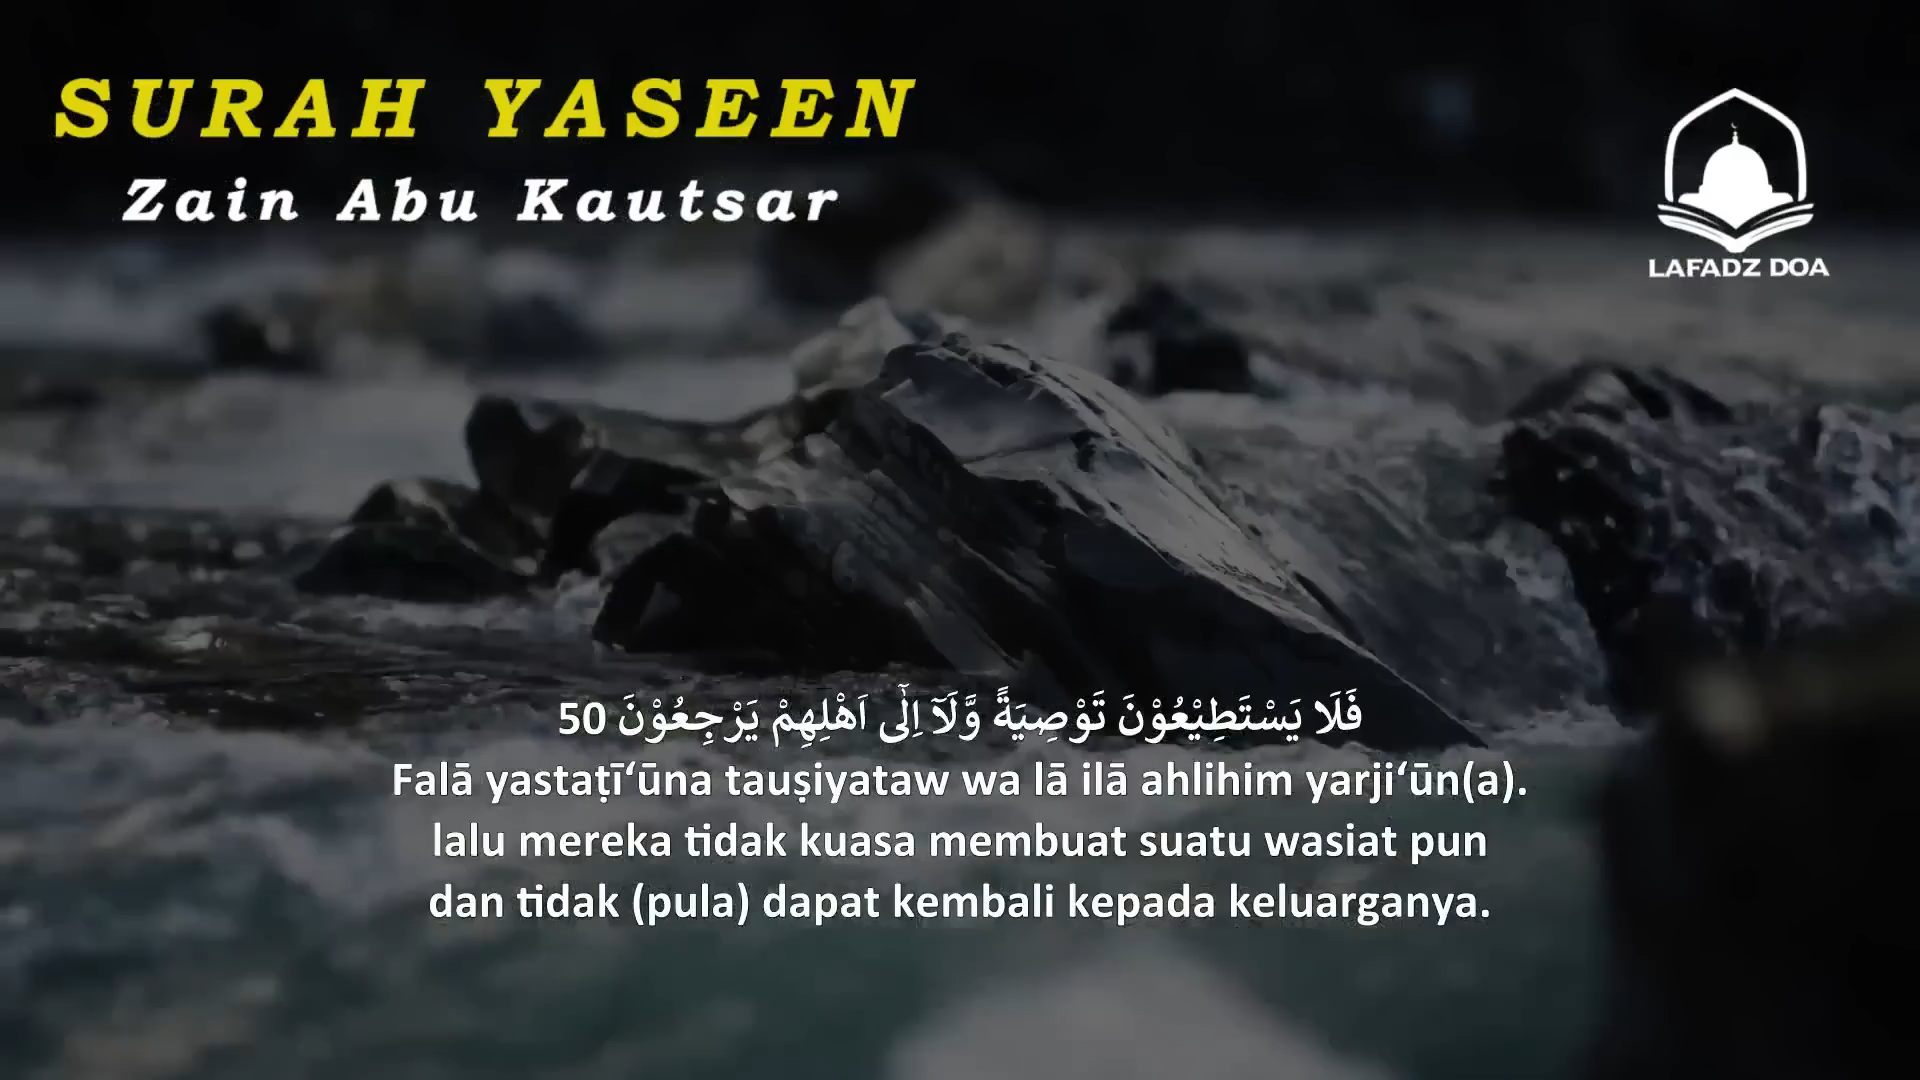 SURAH YASEEN
Zain Abu Kautsar
LAFADZ DOA
فَلَا يَسْتَطِيْعُوْنَ تَوْصِيَةً وَّلَآ اِلٰٓى اَهْلِهِمْ يَرْجِعُوْنَ 50
Falā yastaṭī‘ūna tauṣiyataw wa lā ilā ahlihim yarji‘ūn(a).
lalu mereka tidak kuasa membuat suatu wasiat pun
dan tidak (pula) dapat kembali kepada keluarganya.